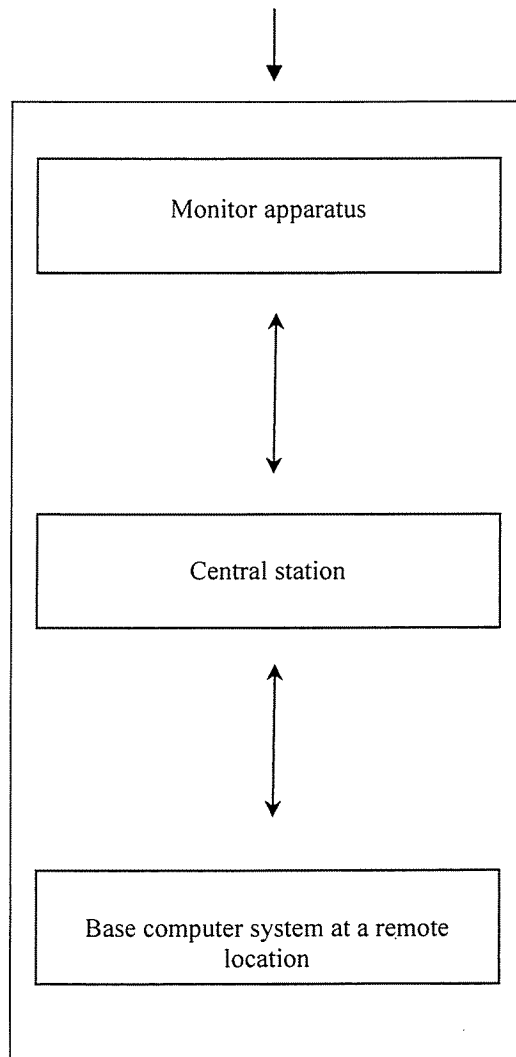 Monitor apparatus
Central station
Base computer system at a remote
location